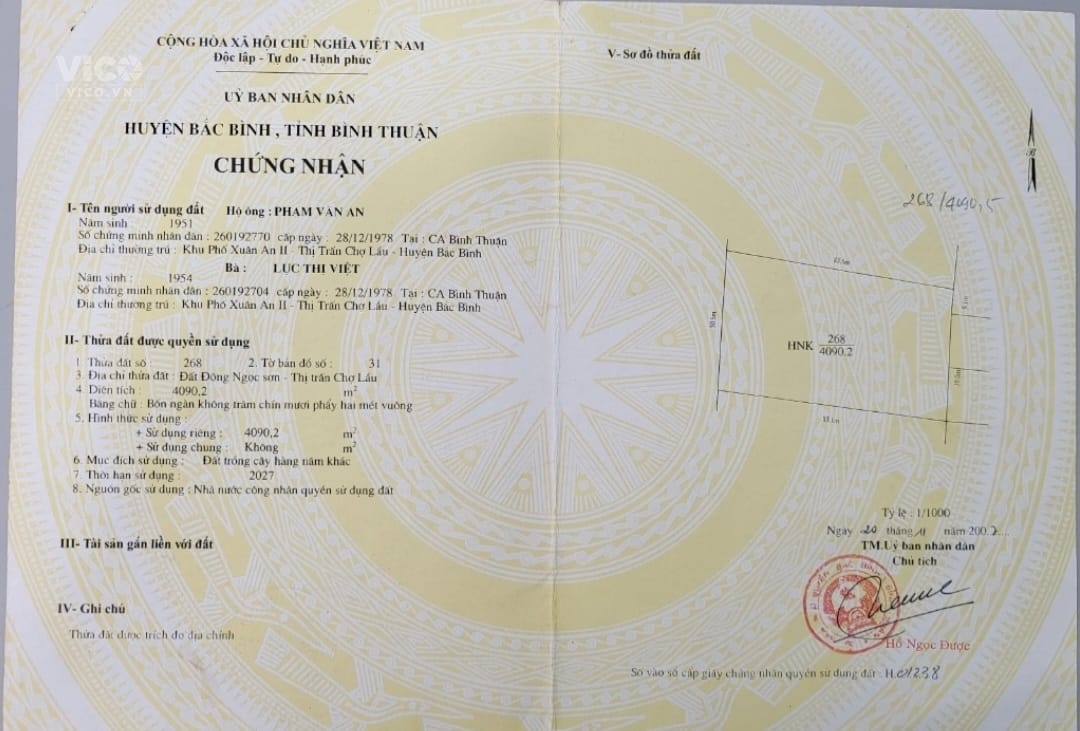 VICO
VICO.VN
CỘNG HÒA XÃ HỘI CHỦ NGHĨA VIỆT NAM
Độc lập - Tự do - Hạnh phúc
UỶ BAN NHÂN DÂN
HUYỆN BẮC BÌNH , TỈNH BÌNH THUẬN
CHỨNG NHẬN
I- Tên người sử dụng đất Hộ ông : PHẠM VĂN AN
Năm sinh : 1951
Số chứng minh nhân dân : 260192770 cấp ngày : 28/12/1978 Tại : CA Bình Thuận
Địa chỉ thường trú : Khu Phố Xuân An II - Thị Trấn Chợ Lầu - Huyện Bắc Bình
Bà : LỤC THỊ VIỆT
Năm sinh : 1954
Số chứng minh nhân dân : 260192704 cấp ngày : 28/12/1978 Tại : CA Bình Thuận
Địa chỉ thường trú : Khu Phố Xuân An II - Thị Trấn Chợ Lầu - Huyện Bắc Bình
II- Thửa đất được quyền sử dụng
1. Thửa đất số : 268 2. Tờ bản đồ số : 31
3. Địa chỉ thửa đất : Đất Đồng Ngọc sơn - Thị trấn Chợ Lầu
4. Diện tích : 4090,2 m²
Bằng chữ : Bốn ngàn không trăm chín mươi phẩy hai mét vuông
5. Hình thức sử dụng :
+ Sử dụng riêng : 4090,2 m²
+ Sử dụng chung : Không m²
6. Mục đích sử dụng : Đất trồng cây hàng năm khác
7. Thời hạn sử dụng : 2027
8. Nguồn gốc sử dụng : Nhà nước công nhận quyền sử dụng đất
III- Tài sản gắn liền với đất
IV- Ghi chú
Thửa đất được trích đo địa chính
V- Sơ đồ thửa đất
B
268/4090,5
HNK 268
4090.2
Tỷ lệ : 1/1000
Ngày 20 tháng 11 năm 2007...
TM.Uỷ ban nhân dân
Chủ tịch
Hồ Ngọc Được
Số vào sổ cấp giấy chứng nhận quyền sử dụng đất : H01238